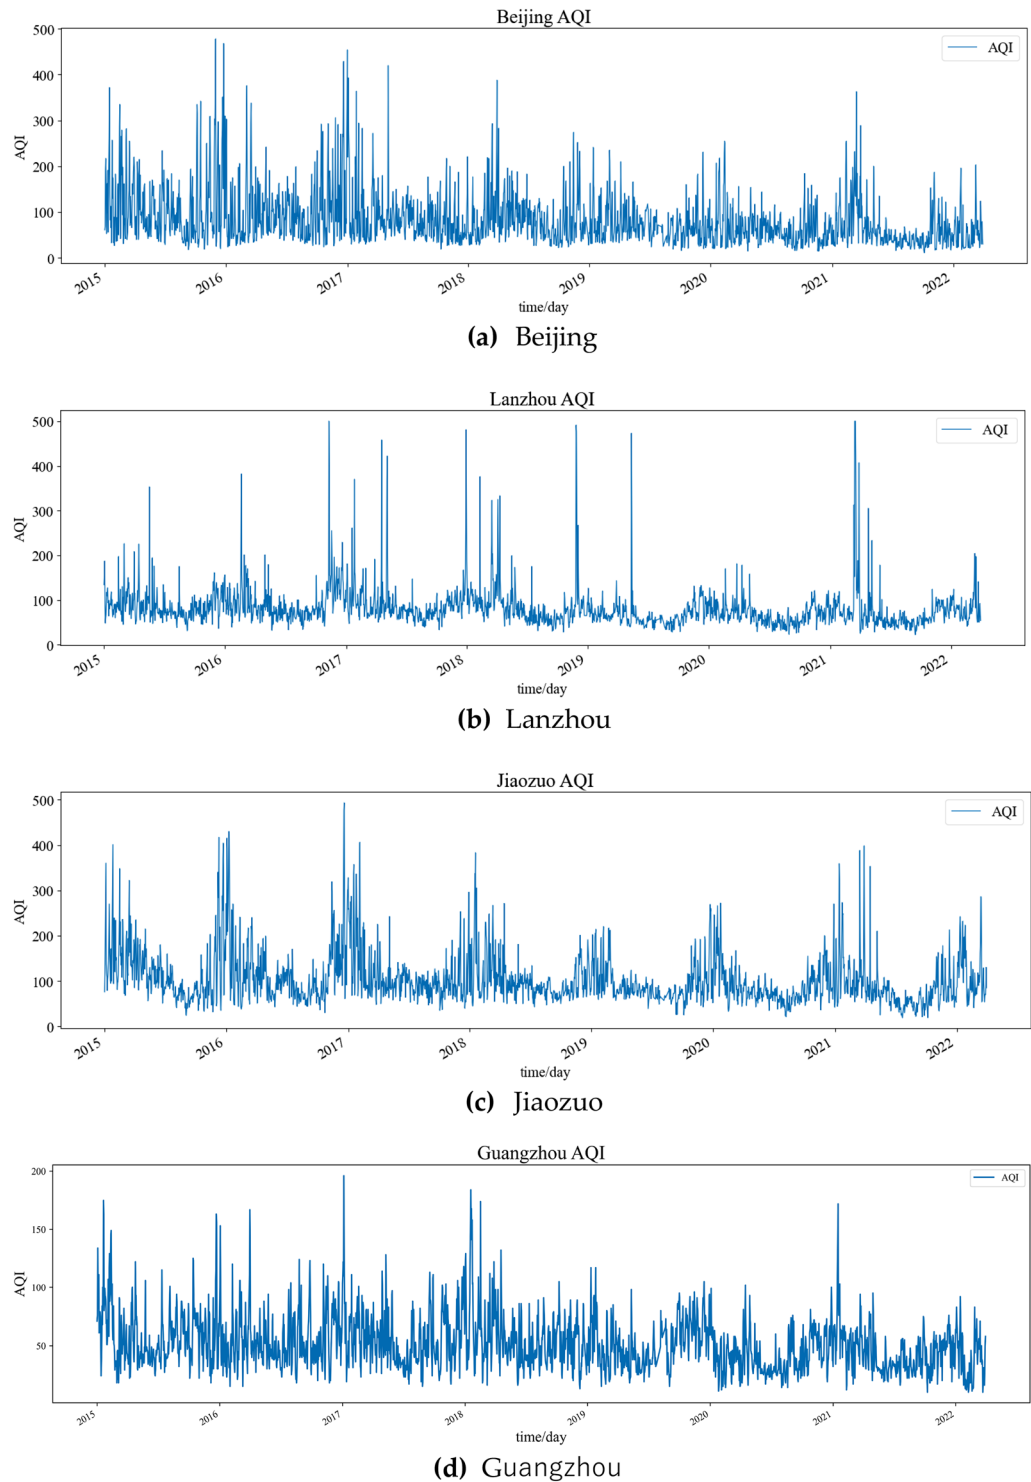 Beijing AQI
AQI
500
400
300
200
100
0
AQI
2015 2016 2017 2018 2019 2020 2021 2022
time/day
(a) Beijing
Lanzhou AQI
AQI
500
400
300
200
100
0
AQI
2015 2016 2017 2018 2019 2020 2021 2022
time/day
(b) Lanzhou
Jiaozuo AQI
AQI
500
400
300
200
100
0
AQI
2015 2016 2017 2018 2019 2020 2021 2022
time/day
(c) Jiaozuo
Guangzhou AQI
AQI
200
150
100
50
AQI
2015 2016 2017 2018 2019 2020 2021 2022
time/day
(d) Guangzhou